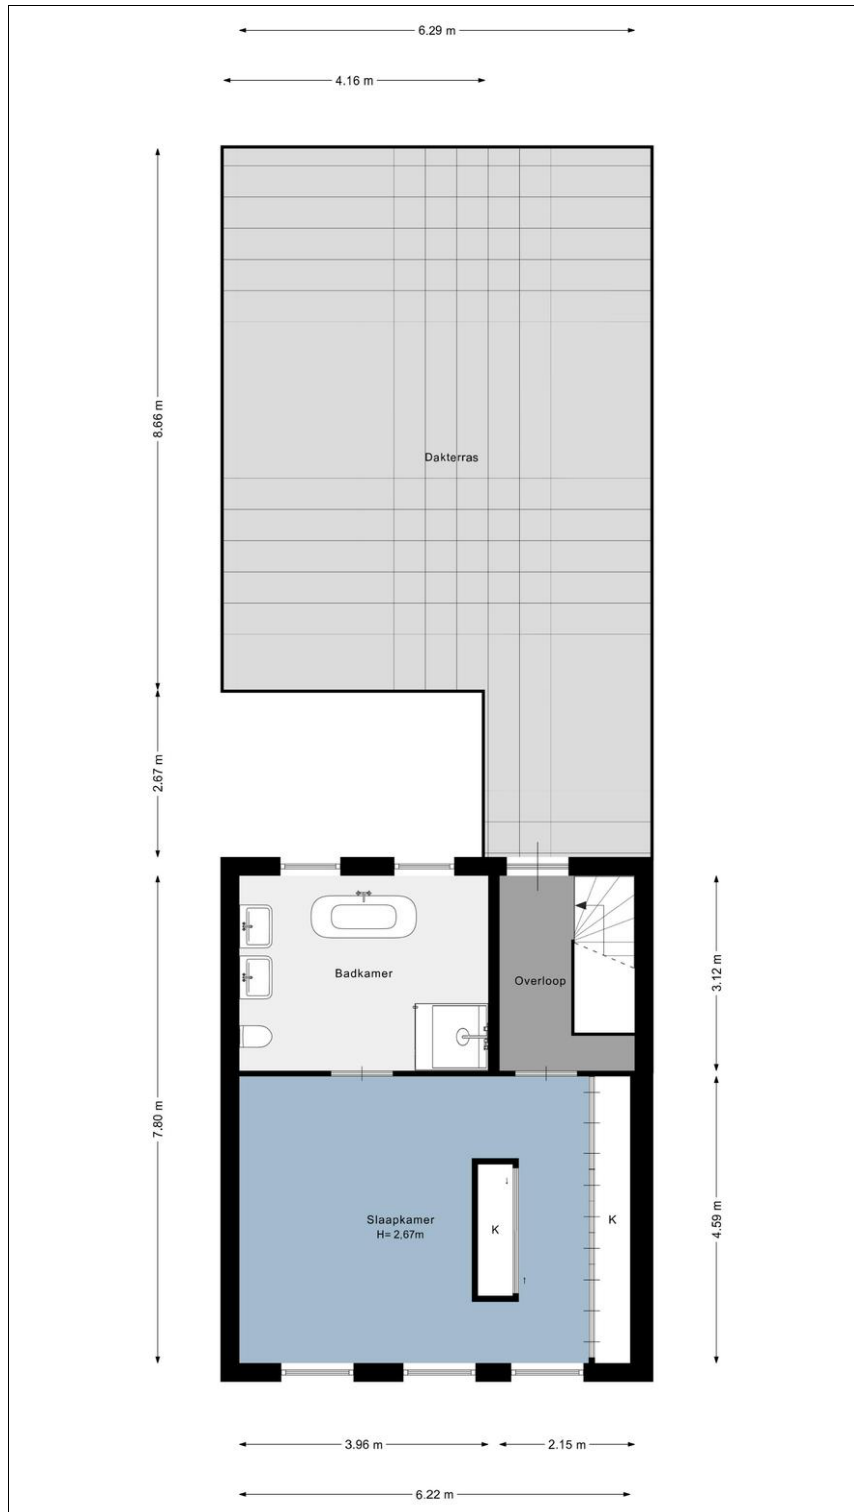 6.29 m
4.16 m
8.66 m
Dakterras
2.67 m
Badkamer
Overloop
3.12 m
7.80 m
Slaapkamer
H= 2,67m
K
K
4.59 m
3.96 m
2.15 m
6.22 m